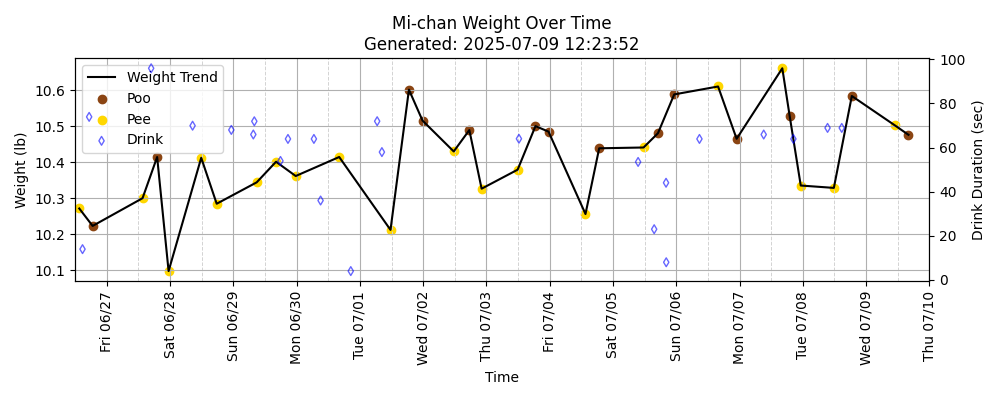 Mi-chan Weight Over Time
Generated: 2025-07-09 12:23:52
Weight (lb)
10.6
10.5
10.4
10.3
10.2
10.1
Weight Trend
Poo
Pee
Drink
100
80
60
40
20
0
Drink Duration (sec)
Fri 06/27
Sat 06/28
Sun 06/29
Mon 06/30
Tue 07/01
Wed 07/02
Thu 07/03
Fri 07/04
Sat 07/05
Sun 07/06
Mon 07/07
Tue 07/08
Wed 07/09
Thu 07/10
Time